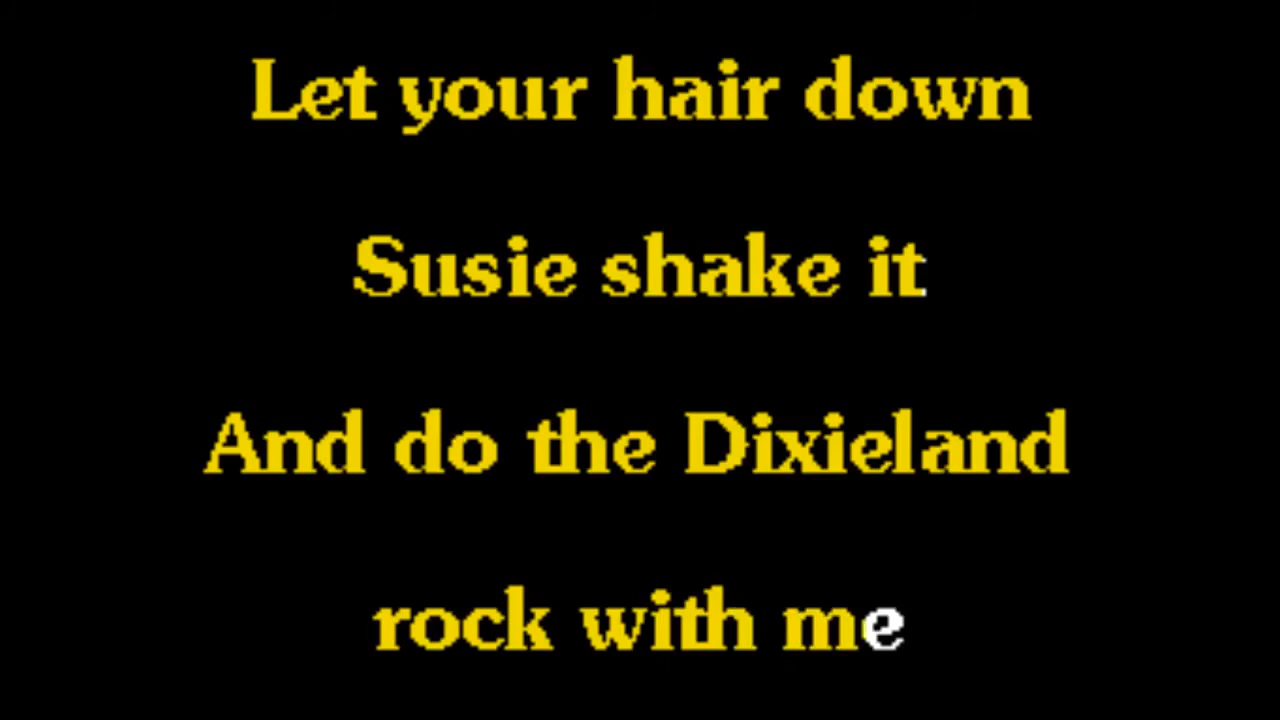 Let your hair down
Susie shake it
And do the Dixieland
rock with me